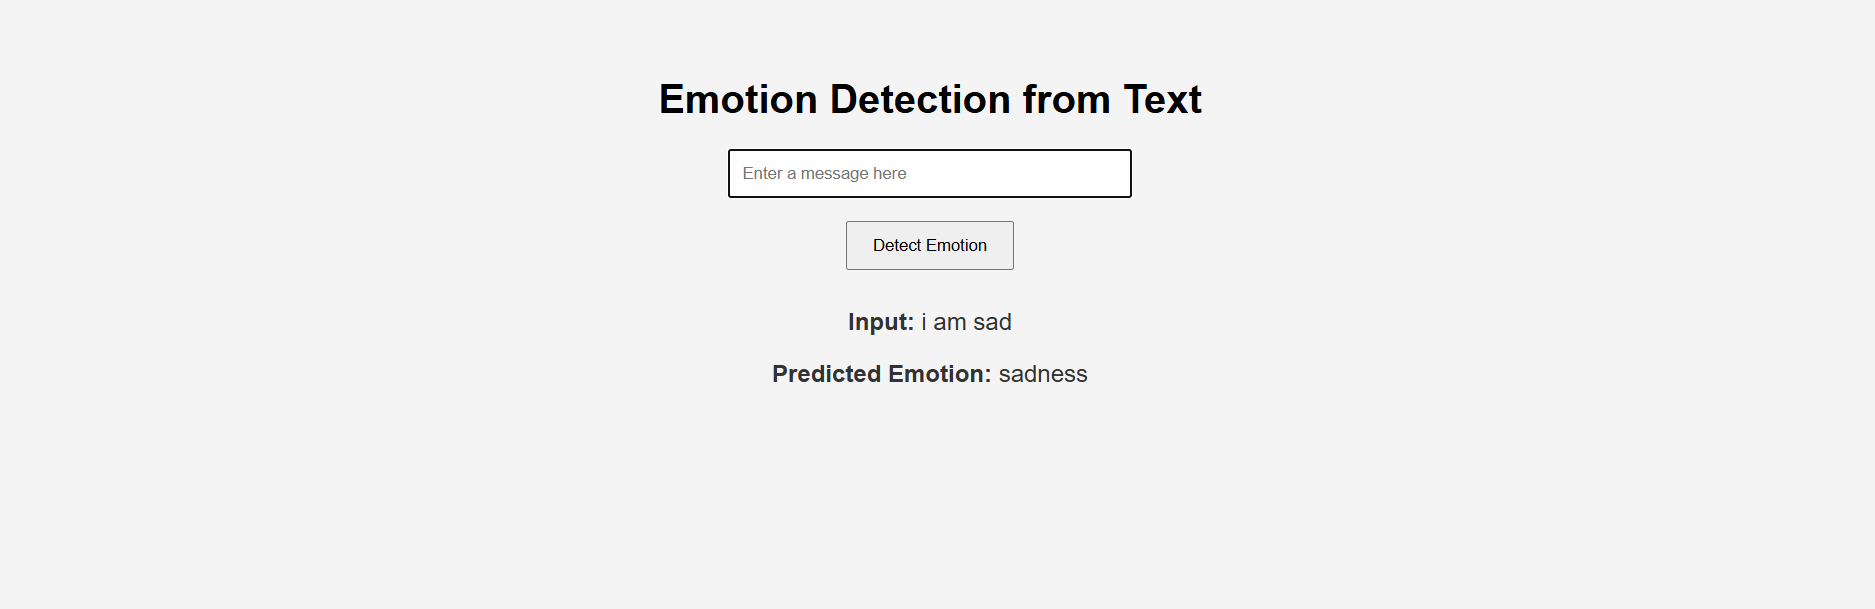 Emotion Detection from Text
Enter a message here
Detect Emotion
Input: i am sad
Predicted Emotion: sadness